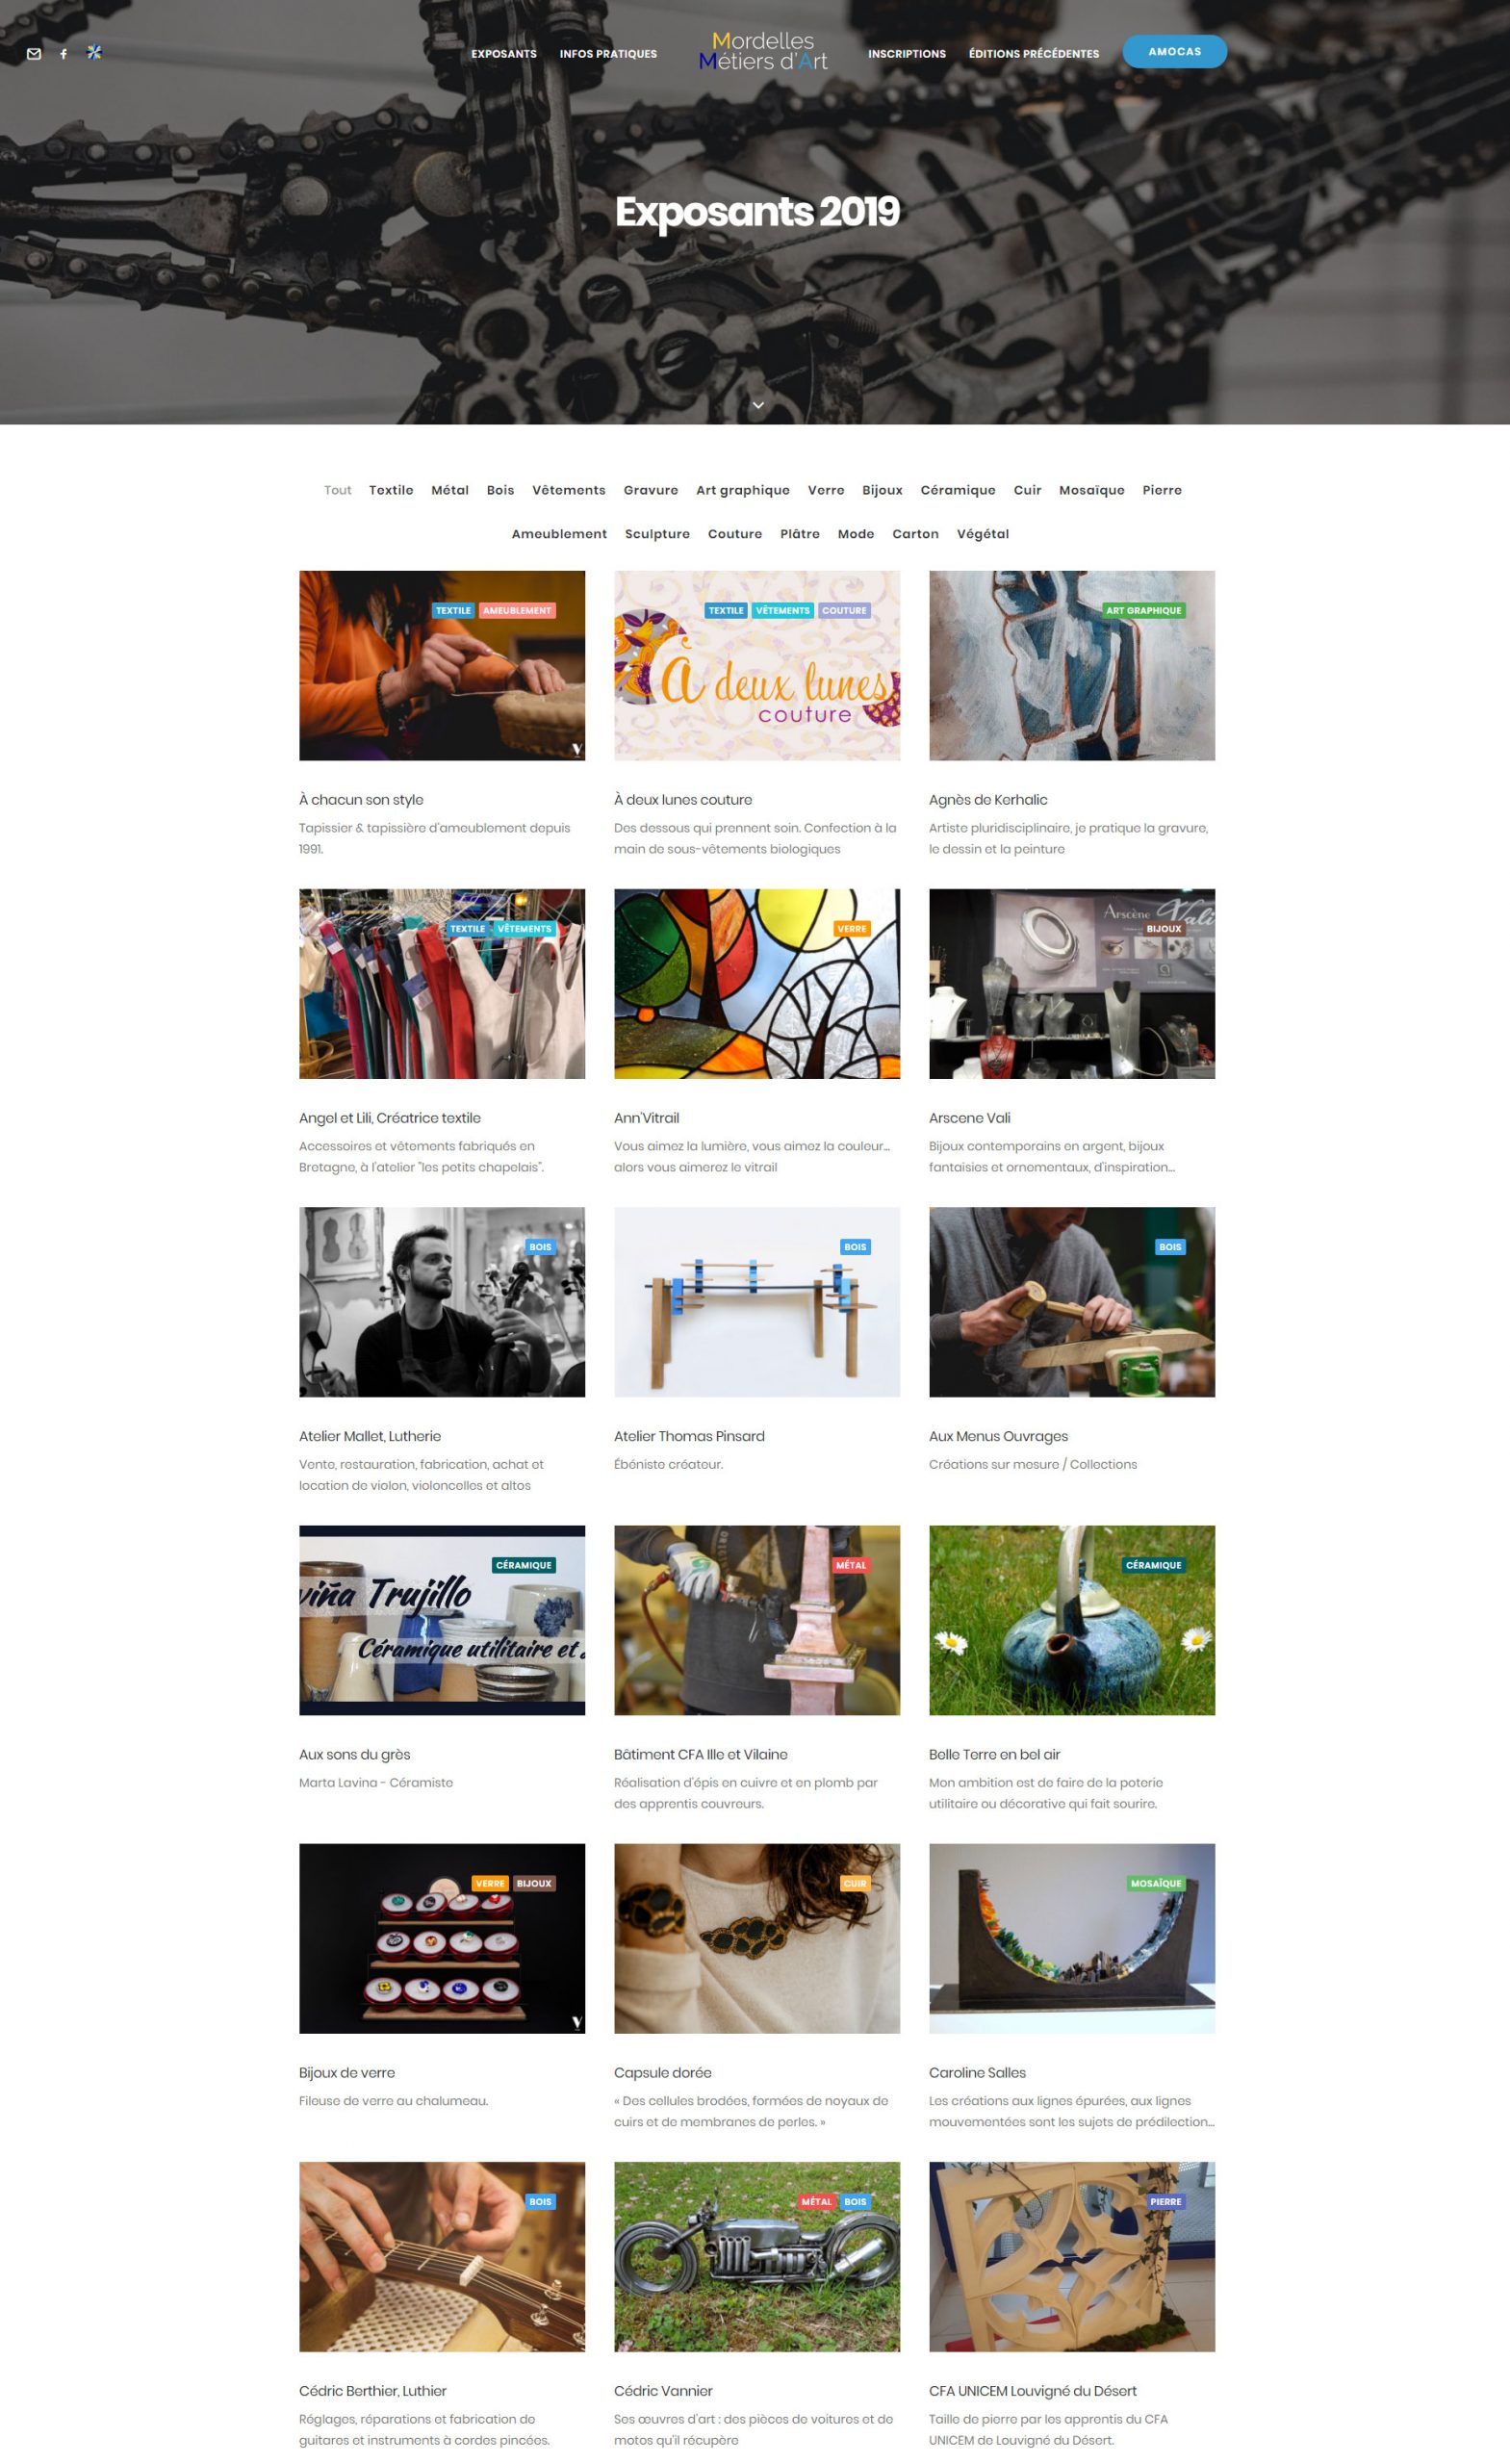 EXPOSANTS
INFOS PRATIQUES
Mordelles
Métiers d'Art
INSCRIPTIONS
ÉDITIONS PRÉCÉDENTES
AMOCAS
Exposants 2019
Tout Textile Métal Bois Vêtements Gravure Art graphique Verre Bijoux Céramique Cuir Mosaïque Pierre
Ameublement Sculpture Couture Plâtre Mode Carton Végétal
TEXTILE AMEUBLEMENT
V
À chacun son style
Tapissier & tapissière d'ameublement depuis
1991.
TEXTILE VÊTEMENTS COUTURE
À deux lunes
couture
À deux lunes couture
Des dessous qui prennent soin. Confection à la
main de sous-vêtements biologiques
ART GRAPHIQUE
Agnès de Kerhalic
Artiste pluridisciplinaire, je pratique la gravure,
le dessin et la peinture
TEXTILE VÊTEMENTS
Angel et Lili, Créatrice textile
Accessoires et vêtements fabriqués en
Bretagne, à l'atelier "les petits chapelais".
VERRE
Ann'Vitrail
Vous aimez la lumière, vous aimez la couleur...
alors vous aimerez le vitrail
Arscène Vali
BIJOUX
Arscene Vali
Bijoux contemporains en argent, bijoux
fantaisies et ornementaux, d'inspiration...
BOIS
Atelier Mallet, Lutherie
Vente, restauration, fabrication, achat et
location de violon, violoncelles et altos
BOIS
Atelier Thomas Pinsard
Ébéniste créateur.
BOIS
Aux Menus Ouvrages
Créations sur mesure / Collections
CÉRAMIQUE
viña Trujillo
Céramique utilitaire et
Aux sons du grès
Marta Lavina - Céramiste
MÉTAL
Bâtiment CFA Ille et Vilaine
Réalisation d'épis en cuivre et en plomb par
des apprentis couvreurs.
CÉRAMIQUE
Belle Terre en bel air
Mon ambition est de faire de la poterie
utilitaire ou décorative qui fait sourire.
VERRE BIJOUX
V
Bijoux de verre
Fileuse de verre au chalumeau.
CUIR
Capsule dorée
« Des cellules brodées, formées de noyaux de
cuirs et de membranes de perles. »
MOSAÏQUE
Caroline Salles
Les créations aux lignes épurées, aux lignes
mouvementées sont les sujets de prédilection...
BOIS
Cédric Berthier, Luthier
Réglages, réparations et fabrication de
guitares et instruments à cordes pincées.
MÉTAL BOIS
Cédric Vannier
Ses œuvres d'art : des pièces de voitures et de
motos qu'il récupère
PIERRE
CFA UNICEM Louvigné du Désert
Taille de pierre par les apprentis du CFA
UNICEM de Louvigné du Désert.